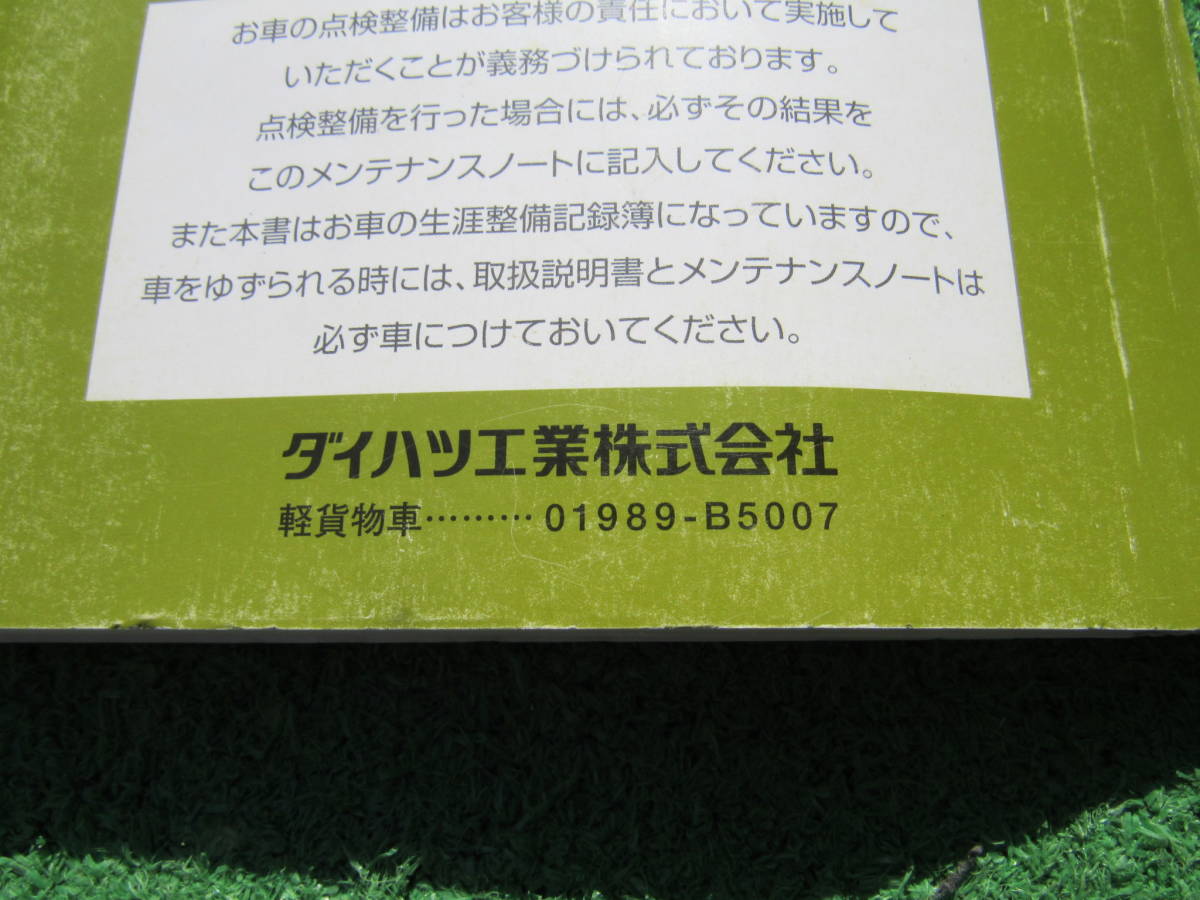 お車の点検整備はお客様の責任において実施して
いただくことが義務づけられております。
点検整備を行った場合には、必ずその結果を
このメンテナンスノートに記入してください。
また本書はお車の生涯整備記録簿になっていますので、
車をゆずられる時には、取扱説明書とメンテナンスノートは
必ず車につけておいてください。
ダイハツ工業株式会社
軽貨物車………01989-B5007